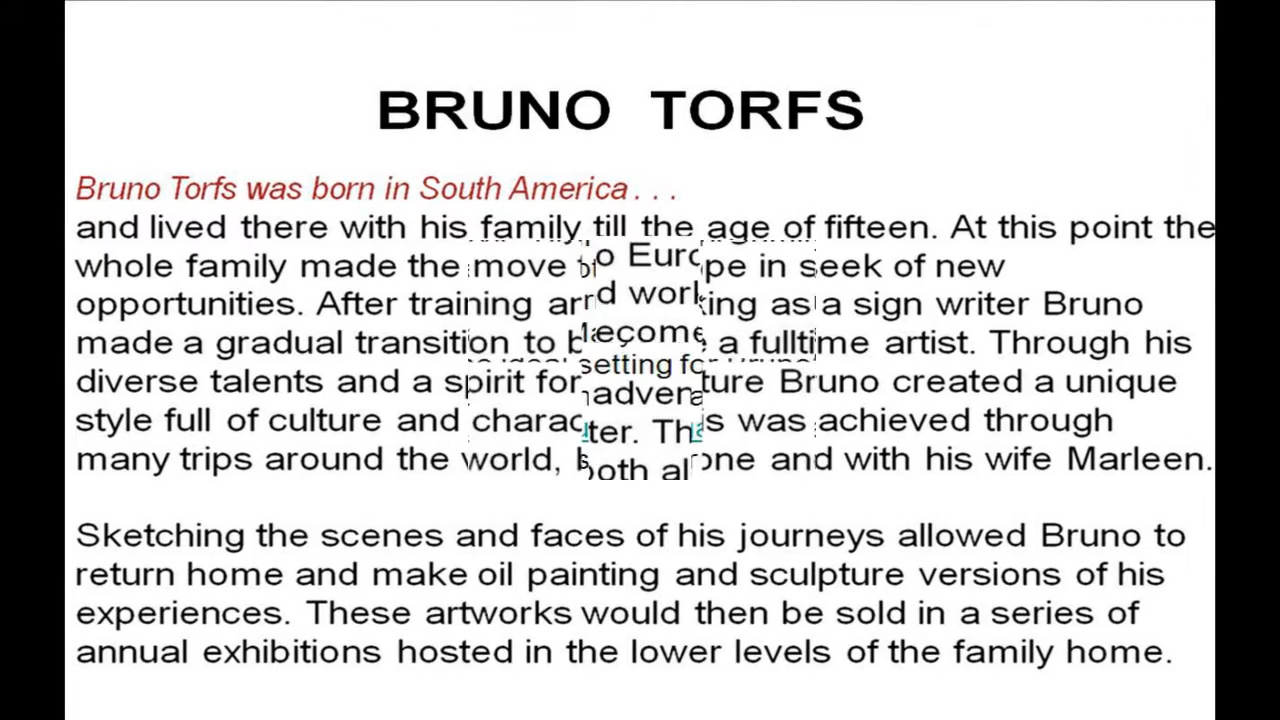 BRUNO TORFS
Bruno Torfs was born in South America . . .
and lived there with his family till the age of fifteen. At this point the
whole family made the move to Europe in seek of new
opportunities. After training and working as a sign writer Bruno
made a gradual transition to become a fulltime artist. Through his
setting for
diverse talents and a spirit for adventure Bruno created a unique
style full of culture and character. This was achieved through
many trips around the world, both alone and with his wife Marleen.
Sketching the scenes and faces of his journeys allowed Bruno to
return home and make oil painting and sculpture versions of his
experiences. These artworks would then be sold in a series of
annual exhibitions hosted in the lower levels of the family home.